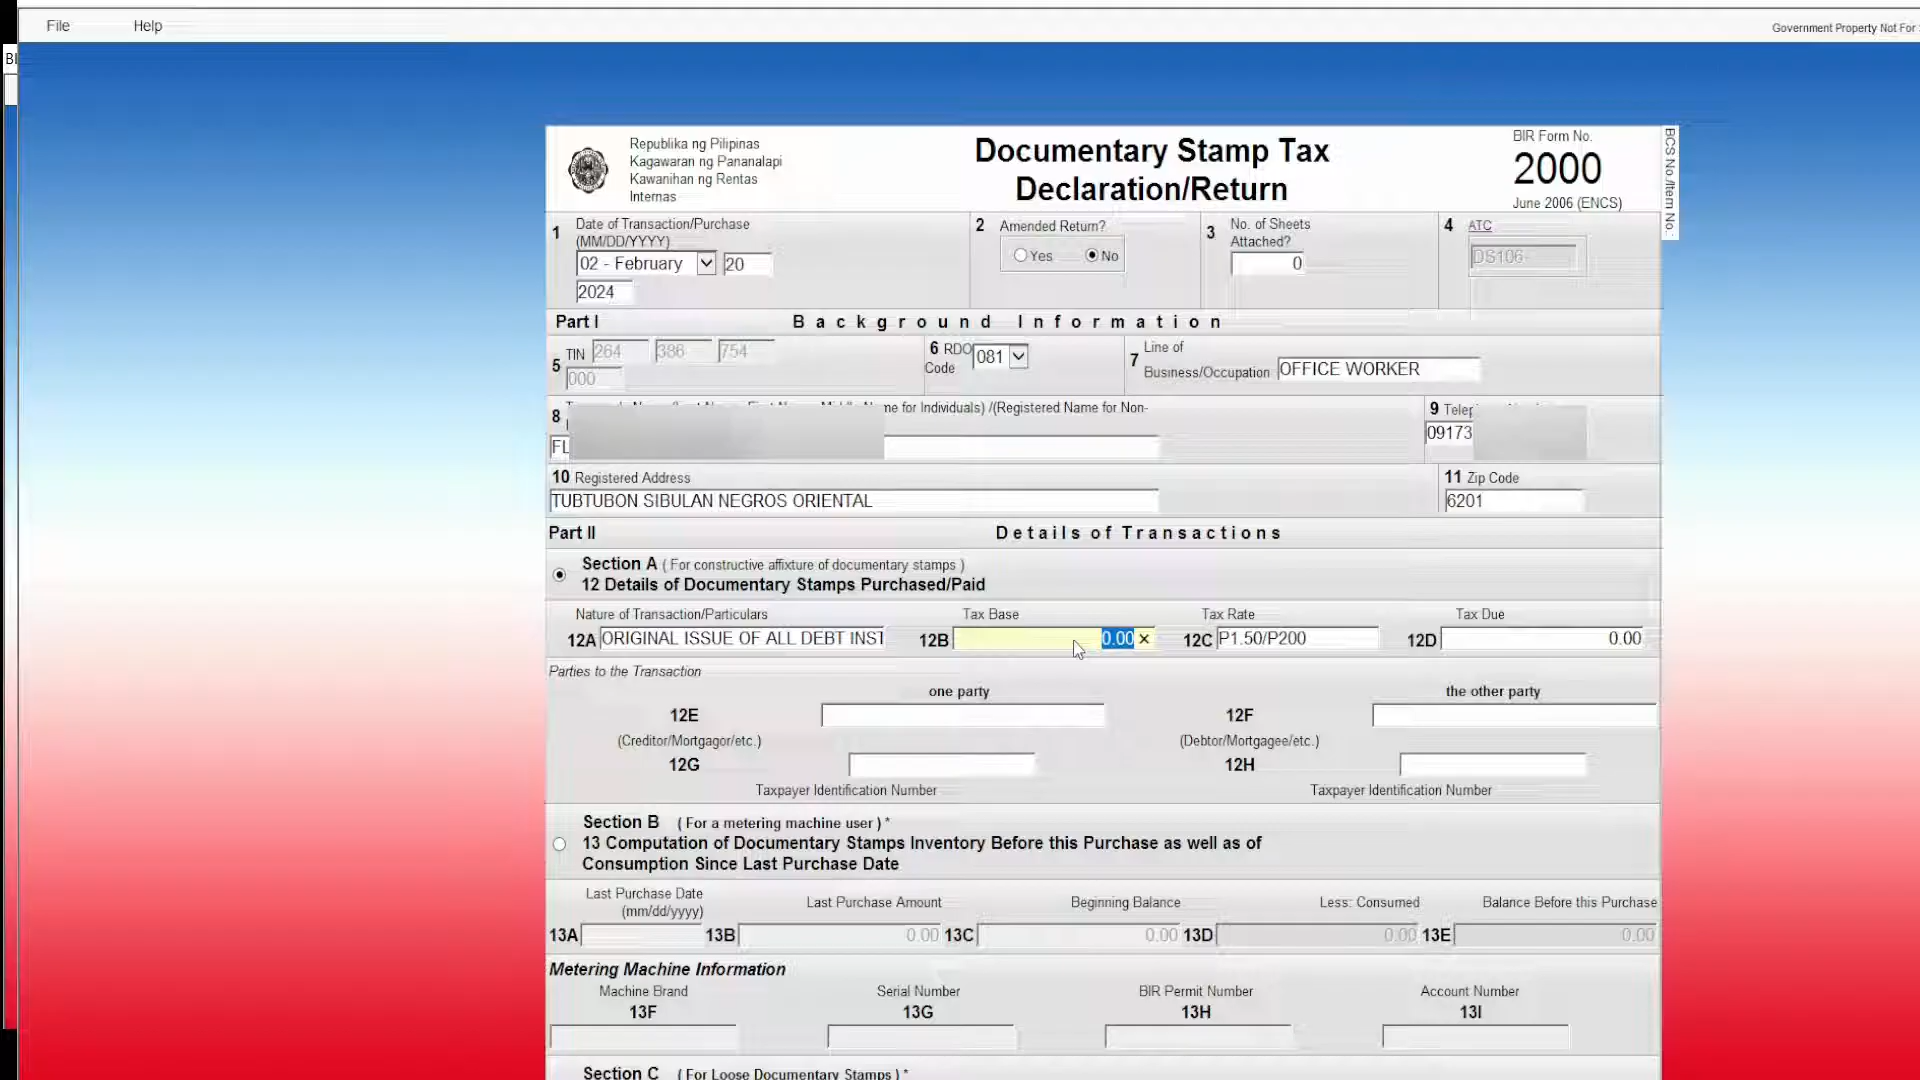 File Help Government Property Not For
Republika ng Pilipinas
Kagawaran ng Pananalapi
Kawanihan ng Rentas
Internas
Documentary Stamp Tax
Declaration/Return
BIR Form No.
2000
June 2006 (ENCS)
BCS No./Item No.:
1 Date of Transaction/Purchase
(MM/DD/YYYY)
02 - February 20
2024
2 Amended Return?
Yes No
3 No. of Sheets
Attached?
0
4 ATC
DS106-
Part I Background Information
5 TIN 264 386 754
000
6 RDO
Code 081
7 Line of
Business/Occupation OFFICE WORKER
8 Name for Individuals) /(Registered Name for Non-
FL
9
09173
10 Registered Address
TUBTUBON SIBULAN NEGROS ORIENTAL
11 Zip Code
6201
Part II Details of Transactions
Section A ( For constructive affixture of documentary stamps )
12 Details of Documentary Stamps Purchased/Paid
Nature of Transaction/Particulars Tax Base Tax Rate Tax Due
12A ORIGINAL ISSUE OF ALL DEBT INST 12B 0.00 × 12C P1.50/P200 12D 0.00
Parties to the Transaction
one party the other party
12E 12F
(Creditor/Mortgagor/etc.) (Debtor/Mortgagee/etc.)
12G 12H
Taxpayer Identification Number Taxpayer Identification Number
Section B ( For a metering machine user ) *
13 Computation of Documentary Stamps Inventory Before this Purchase as well as of
Consumption Since Last Purchase Date
Last Purchase Date
(mm/dd/yyyy) Last Purchase Amount Beginning Balance Less: Consumed Balance Before this Purchase
13A 13B 0.00 13C 0.00 13D 0.00 13E 0.00
Metering Machine Information
Machine Brand Serial Number BIR Permit Number Account Number
13F 13G 13H 13I
Section C ( For Loose Documentary Stamps ) *